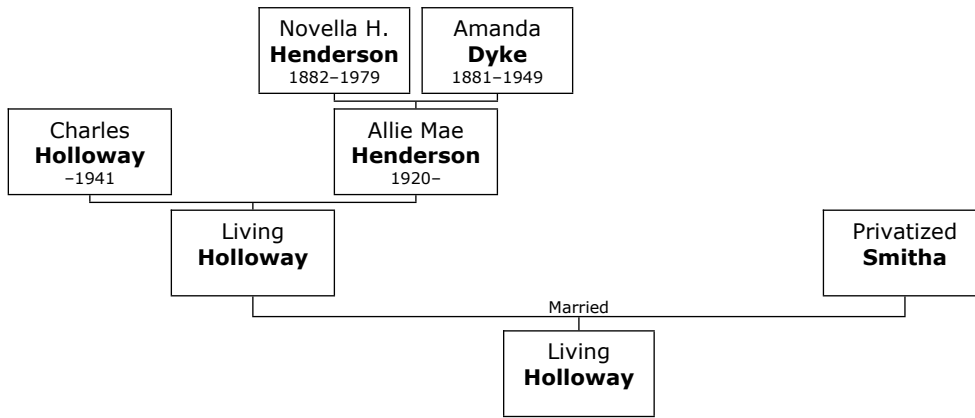 Novella H.
Henderson
1882–1979
Amanda
Dyke
1881–1949
Charles
Holloway
–1941
Allie Mae
Henderson
1920–
Living
Holloway
Privatized
Smitha
Married
Living
Holloway